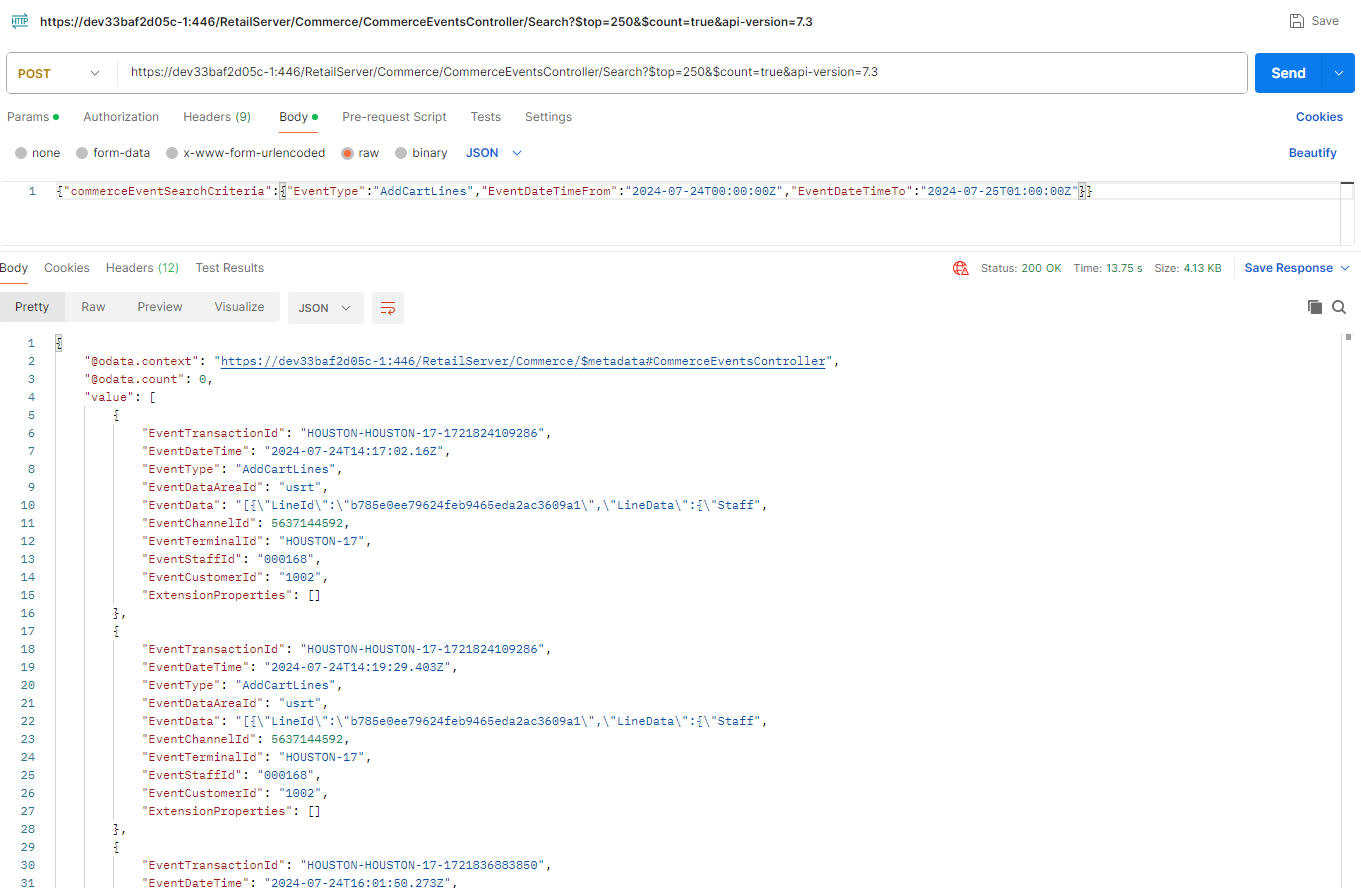 HTTP https://dev33baf2d05c-1:446/RetailServer/Commerce/CommerceEventsController/Search?$top=250&$count=true&api-version=7.3 Save
POST https://dev33baf2d05c-1:446/RetailServer/Commerce/CommerceEventsController/Search?$top=250&$count=true&api-version=7.3 Send
Params Authorization Headers (9) Body Pre-request Script Tests Settings Cookies
none form-data x-www-form-urlencoded raw binary JSON Beautify
1 {"commerceEventSearchCriteria":{"EventType":"AddCartLines","EventDateTimeFrom":"2024-07-24T00:00:00Z","EventDateTimeTo":"2024-07-25T01:00:00Z"}}
Body Cookies Headers (12) Test Results Status: 200 OK Time: 13.75 s Size: 4.13 KB Save Response
Pretty Raw Preview Visualize JSON
1 {
2 "@odata.context": "https://dev33baf2d05c-1:446/RetailServer/Commerce/$metadata#CommerceEventsController",
3 "@odata.count": 0,
4 "value": [
5 {
6 "EventTransactionId": "HOUSTON-HOUSTON-17-1721824109286",
7 "EventDateTime": "2024-07-24T14:17:02.16Z",
8 "EventType": "AddCartLines",
9 "EventDataAreaId": "usrt",
10 "EventData": "[{\"LineId\":\"b785e0ee79624feb9465eda2ac3609a1\",\"LineData\":{\"Staff",
11 "EventChannelId": 5637144592,
12 "EventTerminalId": "HOUSTON-17",
13 "EventStaffId": "000168",
14 "EventCustomerId": "1002",
15 "ExtensionProperties": []
16 },
17 {
18 "EventTransactionId": "HOUSTON-HOUSTON-17-1721824109286",
19 "EventDateTime": "2024-07-24T14:19:29.403Z",
20 "EventType": "AddCartLines",
21 "EventDataAreaId": "usrt",
22 "EventData": "[{\"LineId\":\"b785e0ee79624feb9465eda2ac3609a1\",\"LineData\":{\"Staff",
23 "EventChannelId": 5637144592,
24 "EventTerminalId": "HOUSTON-17",
25 "EventStaffId": "000168",
26 "EventCustomerId": "1002",
27 "ExtensionProperties": []
28 },
29 {
30 "EventTransactionId": "HOUSTON-HOUSTON-17-1721836883850",
31 "EventDateTime": "2024-07-24T16:01:50.273Z",